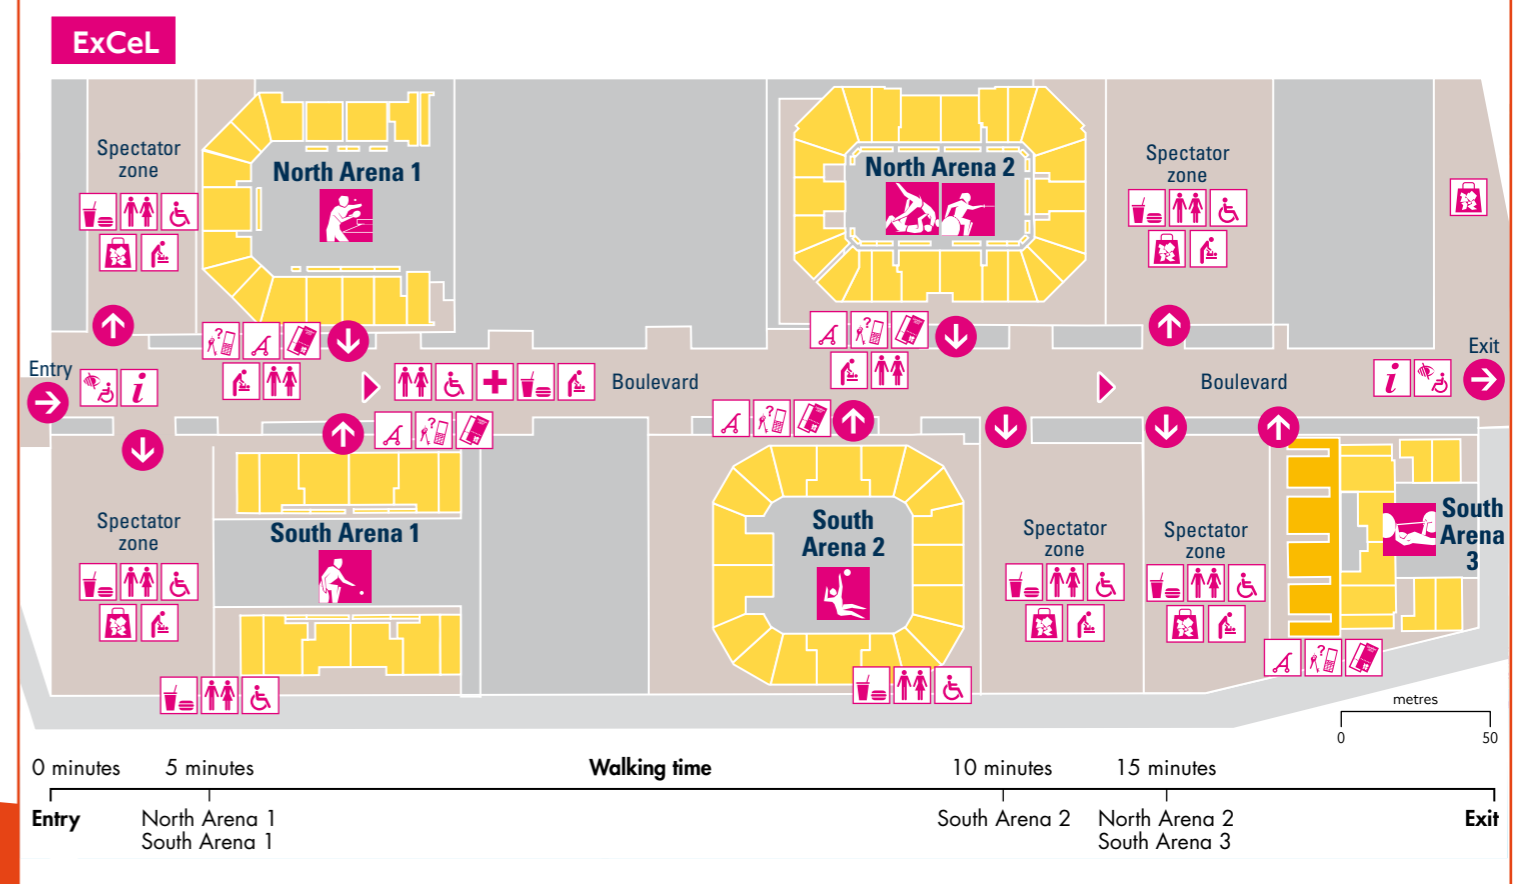 ExCeL
Spectator
zone
North Arena 1
North Arena 2
Spectator
zone
Entry
i
?
?
Boulevard
?
?
Boulevard
i
Exit
Spectator
zone
South Arena 1
South
Arena 2
Spectator
zone
Spectator
zone
South
Arena
3
?
metres
0
50
0 minutes
5 minutes
Walking time
10 minutes
15 minutes
Entry
North Arena 1
South Arena 1
South Arena 2
North Arena 2
South Arena 3
Exit